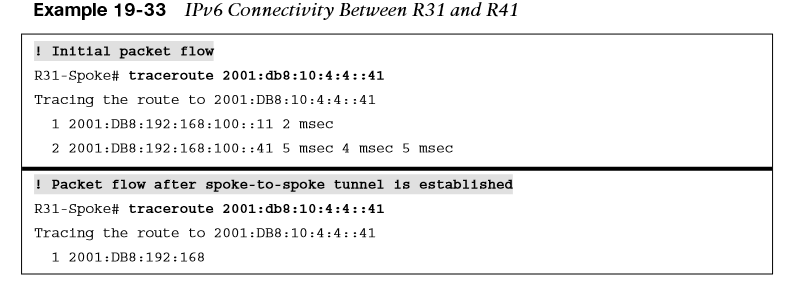 Example 19-33 IPv6 Connectivity Between R31 and R41
! Initial packet flow
R31-Spoke# traceroute 2001:db8:10:4:4::41
Tracing the route to 2001:DB8:10:4:4::41
1 2001:DB8:192:168:100::11 2 msec
2 2001:DB8:192:168:100::41 5 msec 4 msec 5 msec
! Packet flow after spoke-to-spoke tunnel is established
R31-Spoke# traceroute 2001:db8:10:4:4::41
Tracing the route to 2001:DB8:10:4:4::41
1 2001:DB8:192:168